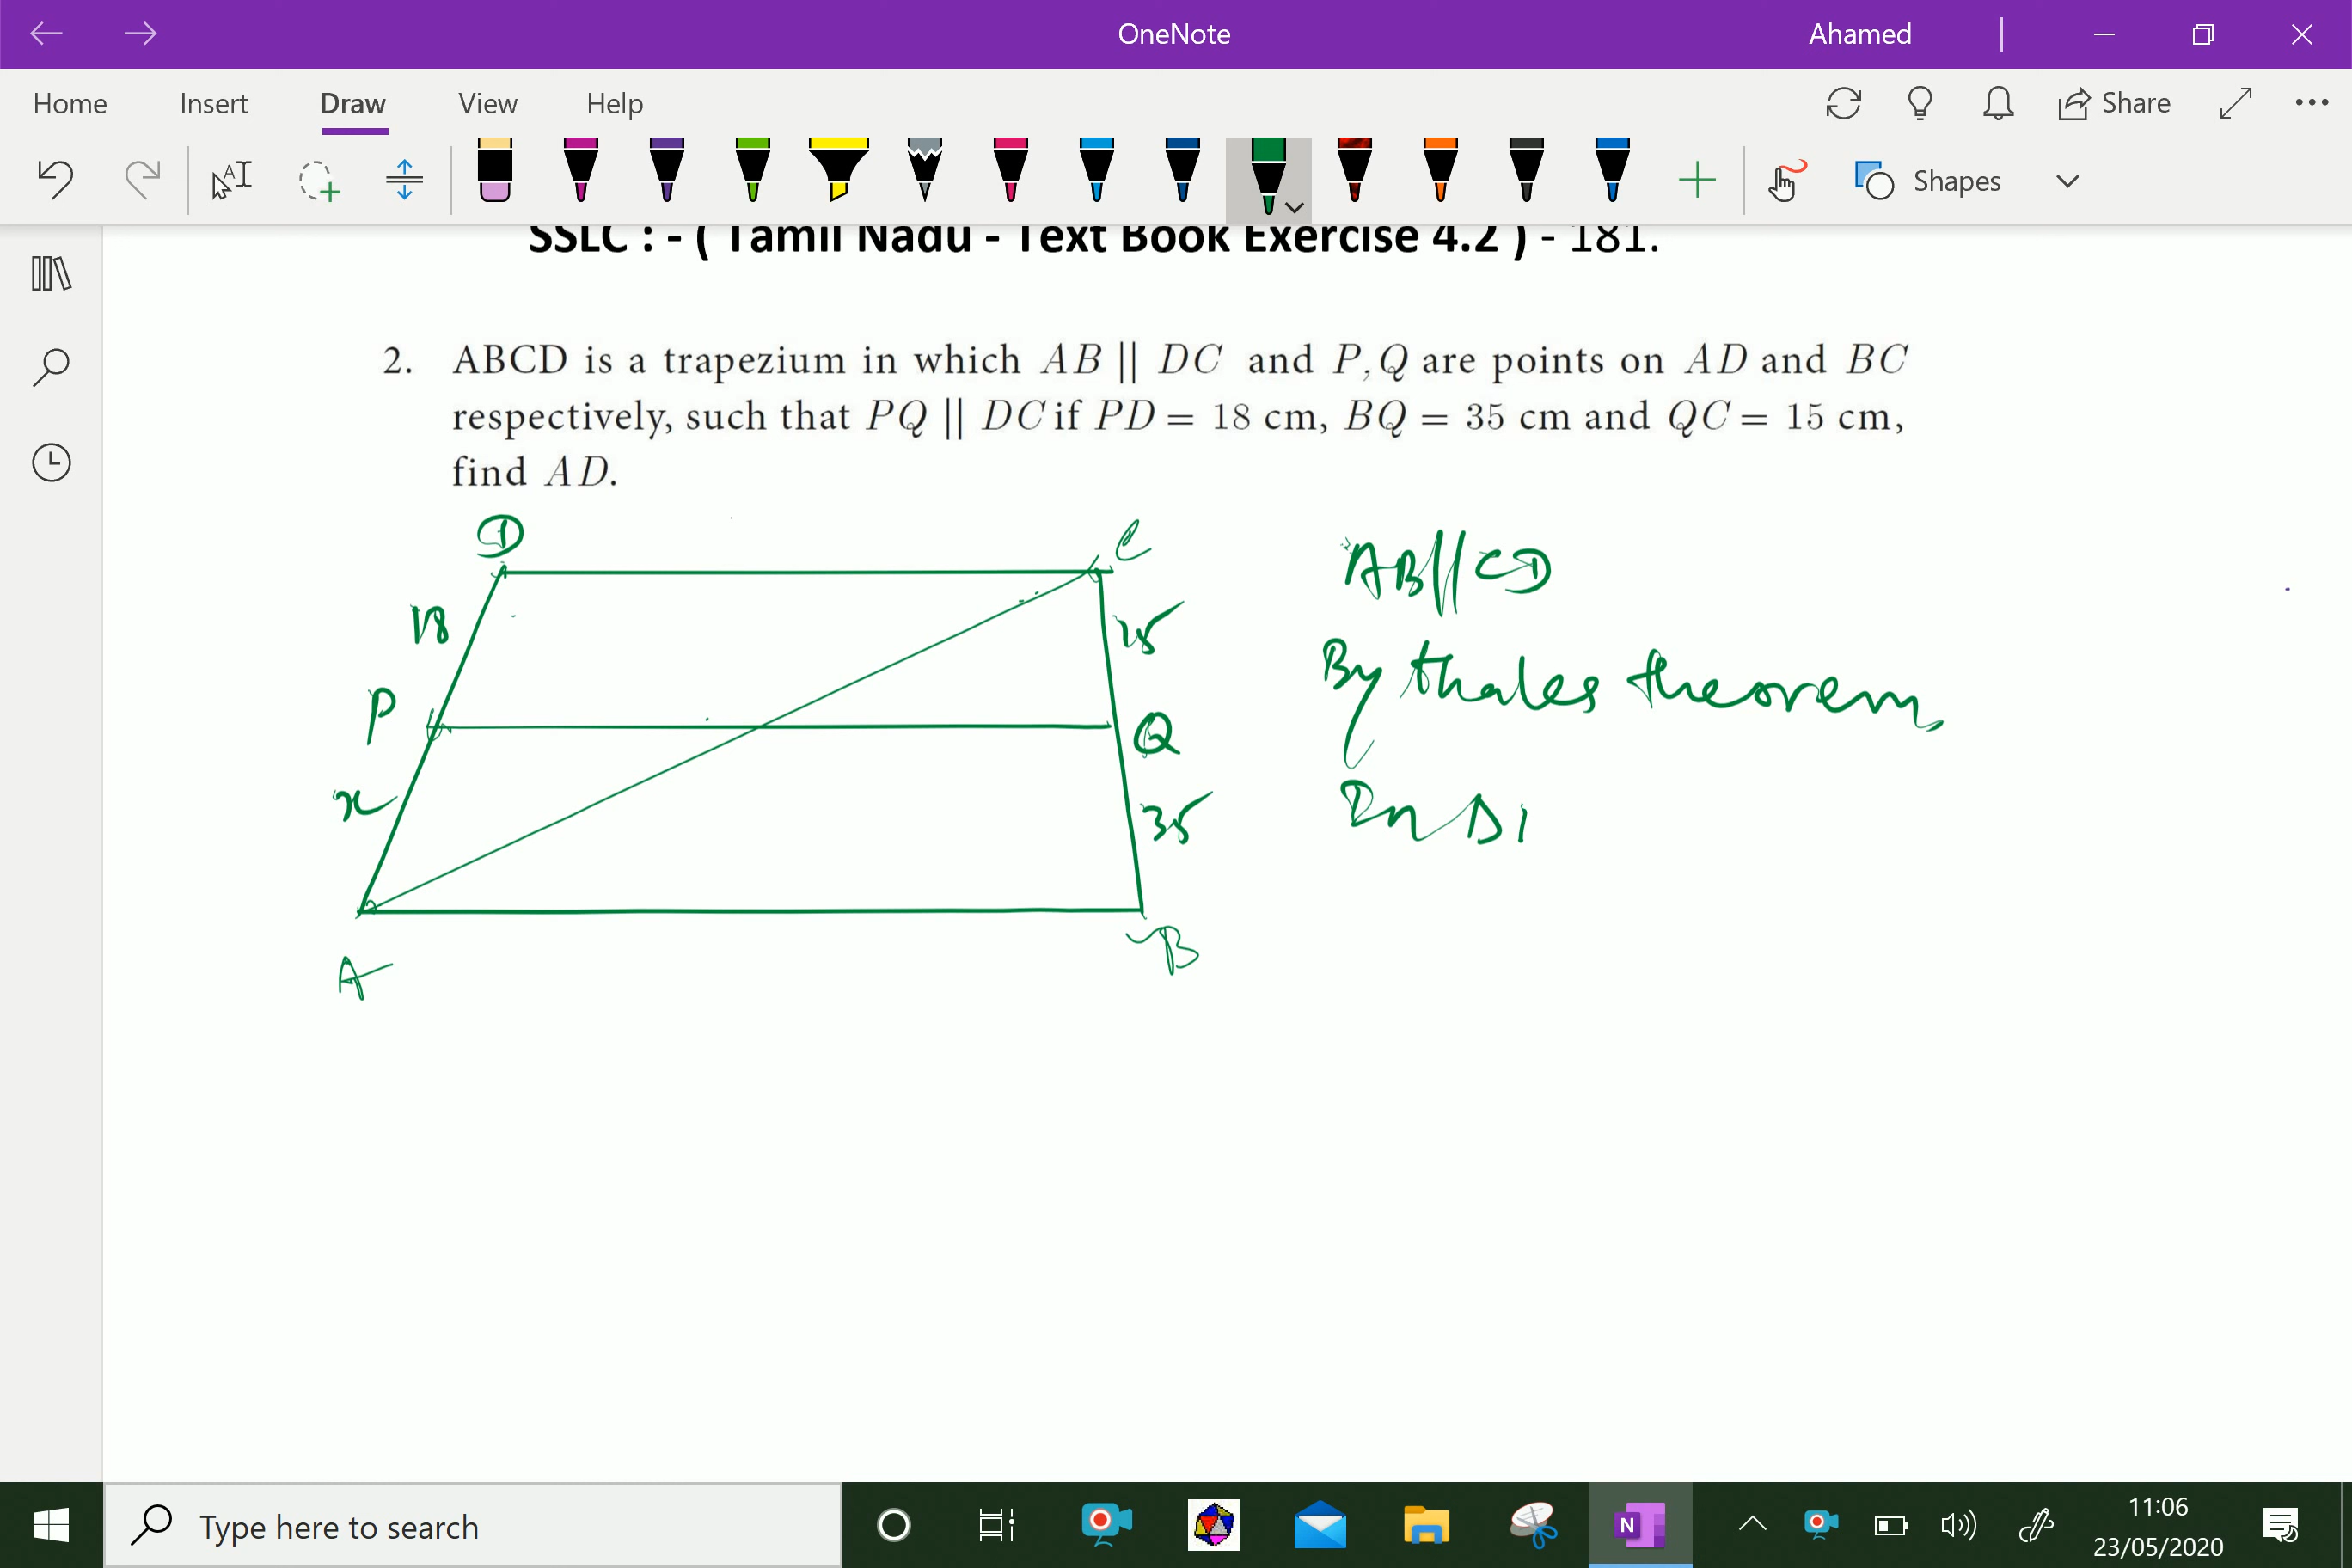 OneNote
Ahamed
Home Insert Draw View Help
Share
Shapes
SSLC : - ( Tamil Nadu - Text Book Exercise 4.2 ) - 181.
2. ABCD is a trapezium in which AB || DC and P, Q are points on AD and BC
respectively, such that PQ || DC if PD = 18 cm, BQ = 35 cm and QC = 15 cm,
find AD.
D
C
18
15
P
Q
x
35
A
B
AB || CD
By thales theorem,
In Δ
Type here to search
N
11:06
23/05/2020